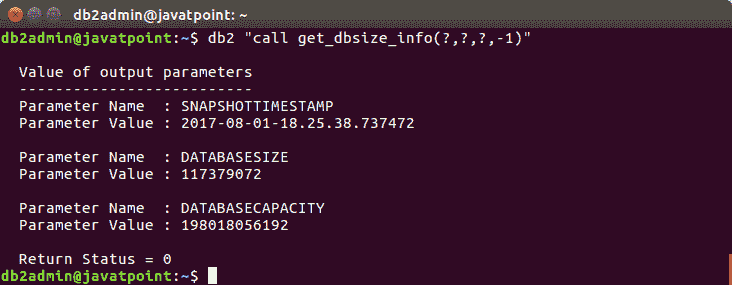 db2admin@javatpoint: ~
db2admin@javatpoint:~$ db2 "call get_dbsize_info(?,?,?,-1)"
Value of output parameters
--------------------------
Parameter Name  : SNAPSHOTTIMESTAMP
Parameter Value : 2017-08-01-18.25.38.737472
Parameter Name  : DATABASESIZE
Parameter Value : 117379072
Parameter Name  : DATABASECAPACITY
Parameter Value : 198018056192
Return Status = 0
db2admin@javatpoint:~$